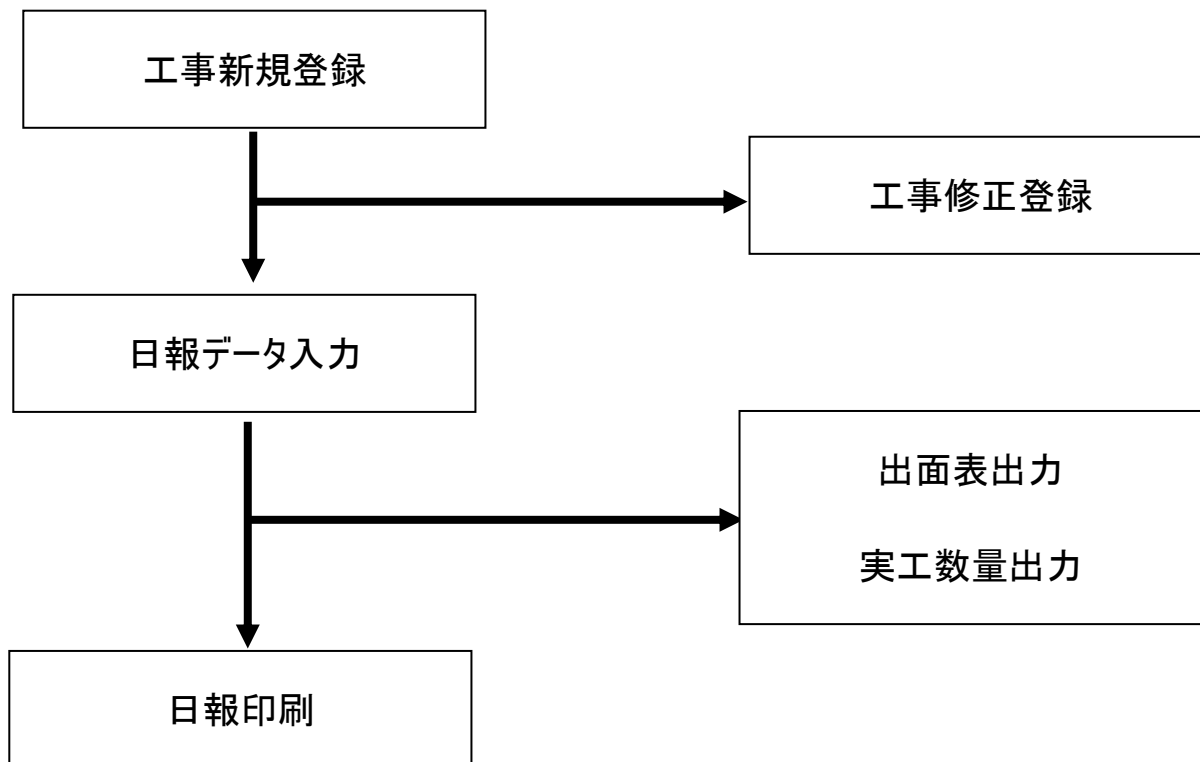 工事新規登録
工事修正登録
日報データ入力
出面表出力
実工数量出力
日報印刷